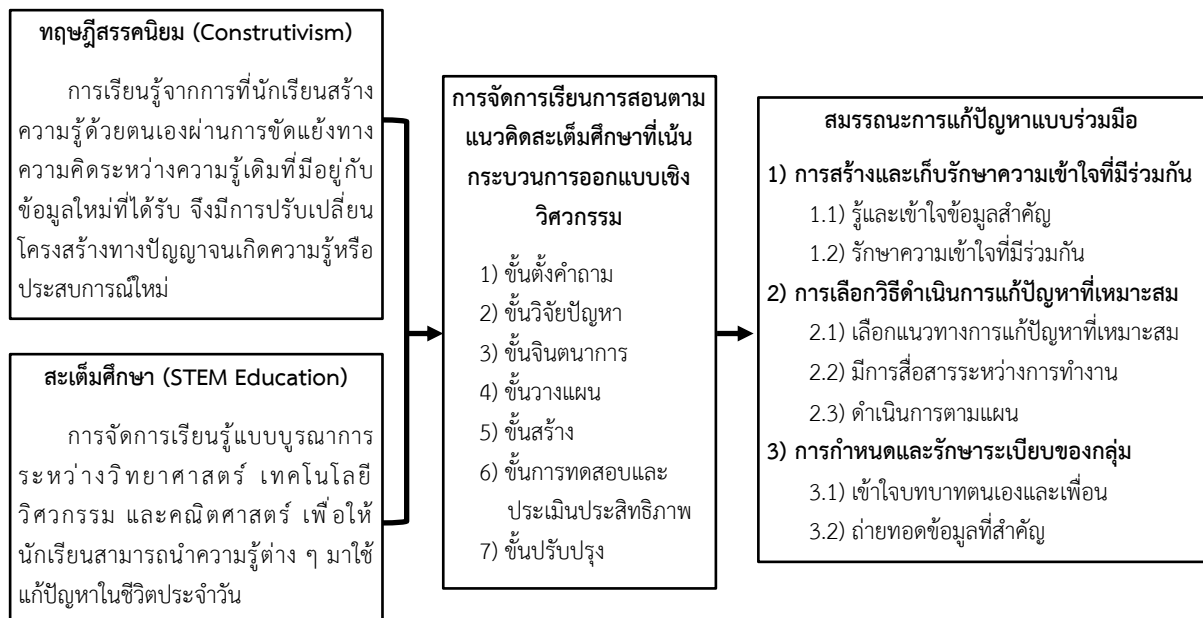 ทฤษฎีสรรคนิยม (Construtivism)
การเรียนรู้จากการที่นักเรียนสร้าง
ความรู้ด้วยตนเองผ่านการขัดแย้งทาง
ความคิดระหว่างความรู้เดิมที่มีอยู่กับ
ข้อมูลใหม่ที่ได้รับ จึงมีการปรับเปลี่ยน
โครงสร้างทางปัญญาจนเกิดความรู้หรือ
ประสบการณ์ใหม่
สะเต็มศึกษา (STEM Education)
การจัดการเรียนรู้แบบบูรณาการ
ระหว่างวิทยาศาสตร์ เทคโนโลยี
วิศวกรรม และคณิตศาสตร์ เพื่อให้
นักเรียนสามารถนำความรู้ต่าง ๆ มาใช้
แก้ปัญหาในชีวิตประจำวัน
การจัดการเรียนการสอนตาม
แนวคิดสะเต็มศึกษาที่เน้น
กระบวนการออกแบบเชิง
วิศวกรรม
1) ขั้นตั้งคำถาม
2) ขั้นวิจัยปัญหา
3) ขั้นจินตนาการ
4) ขั้นวางแผน
5) ขั้นสร้าง
6) ขั้นการทดสอบและ
ประเมินประสิทธิภาพ
7) ขั้นปรับปรุง
สมรรถนะการแก้ปัญหาแบบร่วมมือ
1) การสร้างและเก็บรักษาความเข้าใจที่มีร่วมกัน
1.1) รู้และเข้าใจข้อมูลสำคัญ
1.2) รักษาความเข้าใจที่มีร่วมกัน
2) การเลือกวิธีดำเนินการแก้ปัญหาที่เหมาะสม
2.1) เลือกแนวทางการแก้ปัญหาที่เหมาะสม
2.2) มีการสื่อสารระหว่างการทำงาน
2.3) ดำเนินการตามแผน
3) การกำหนดและรักษาระเบียบของกลุ่ม
3.1) เข้าใจบทบาทตนเองและเพื่อน
3.2) ถ่ายทอดข้อมูลที่สำคัญ